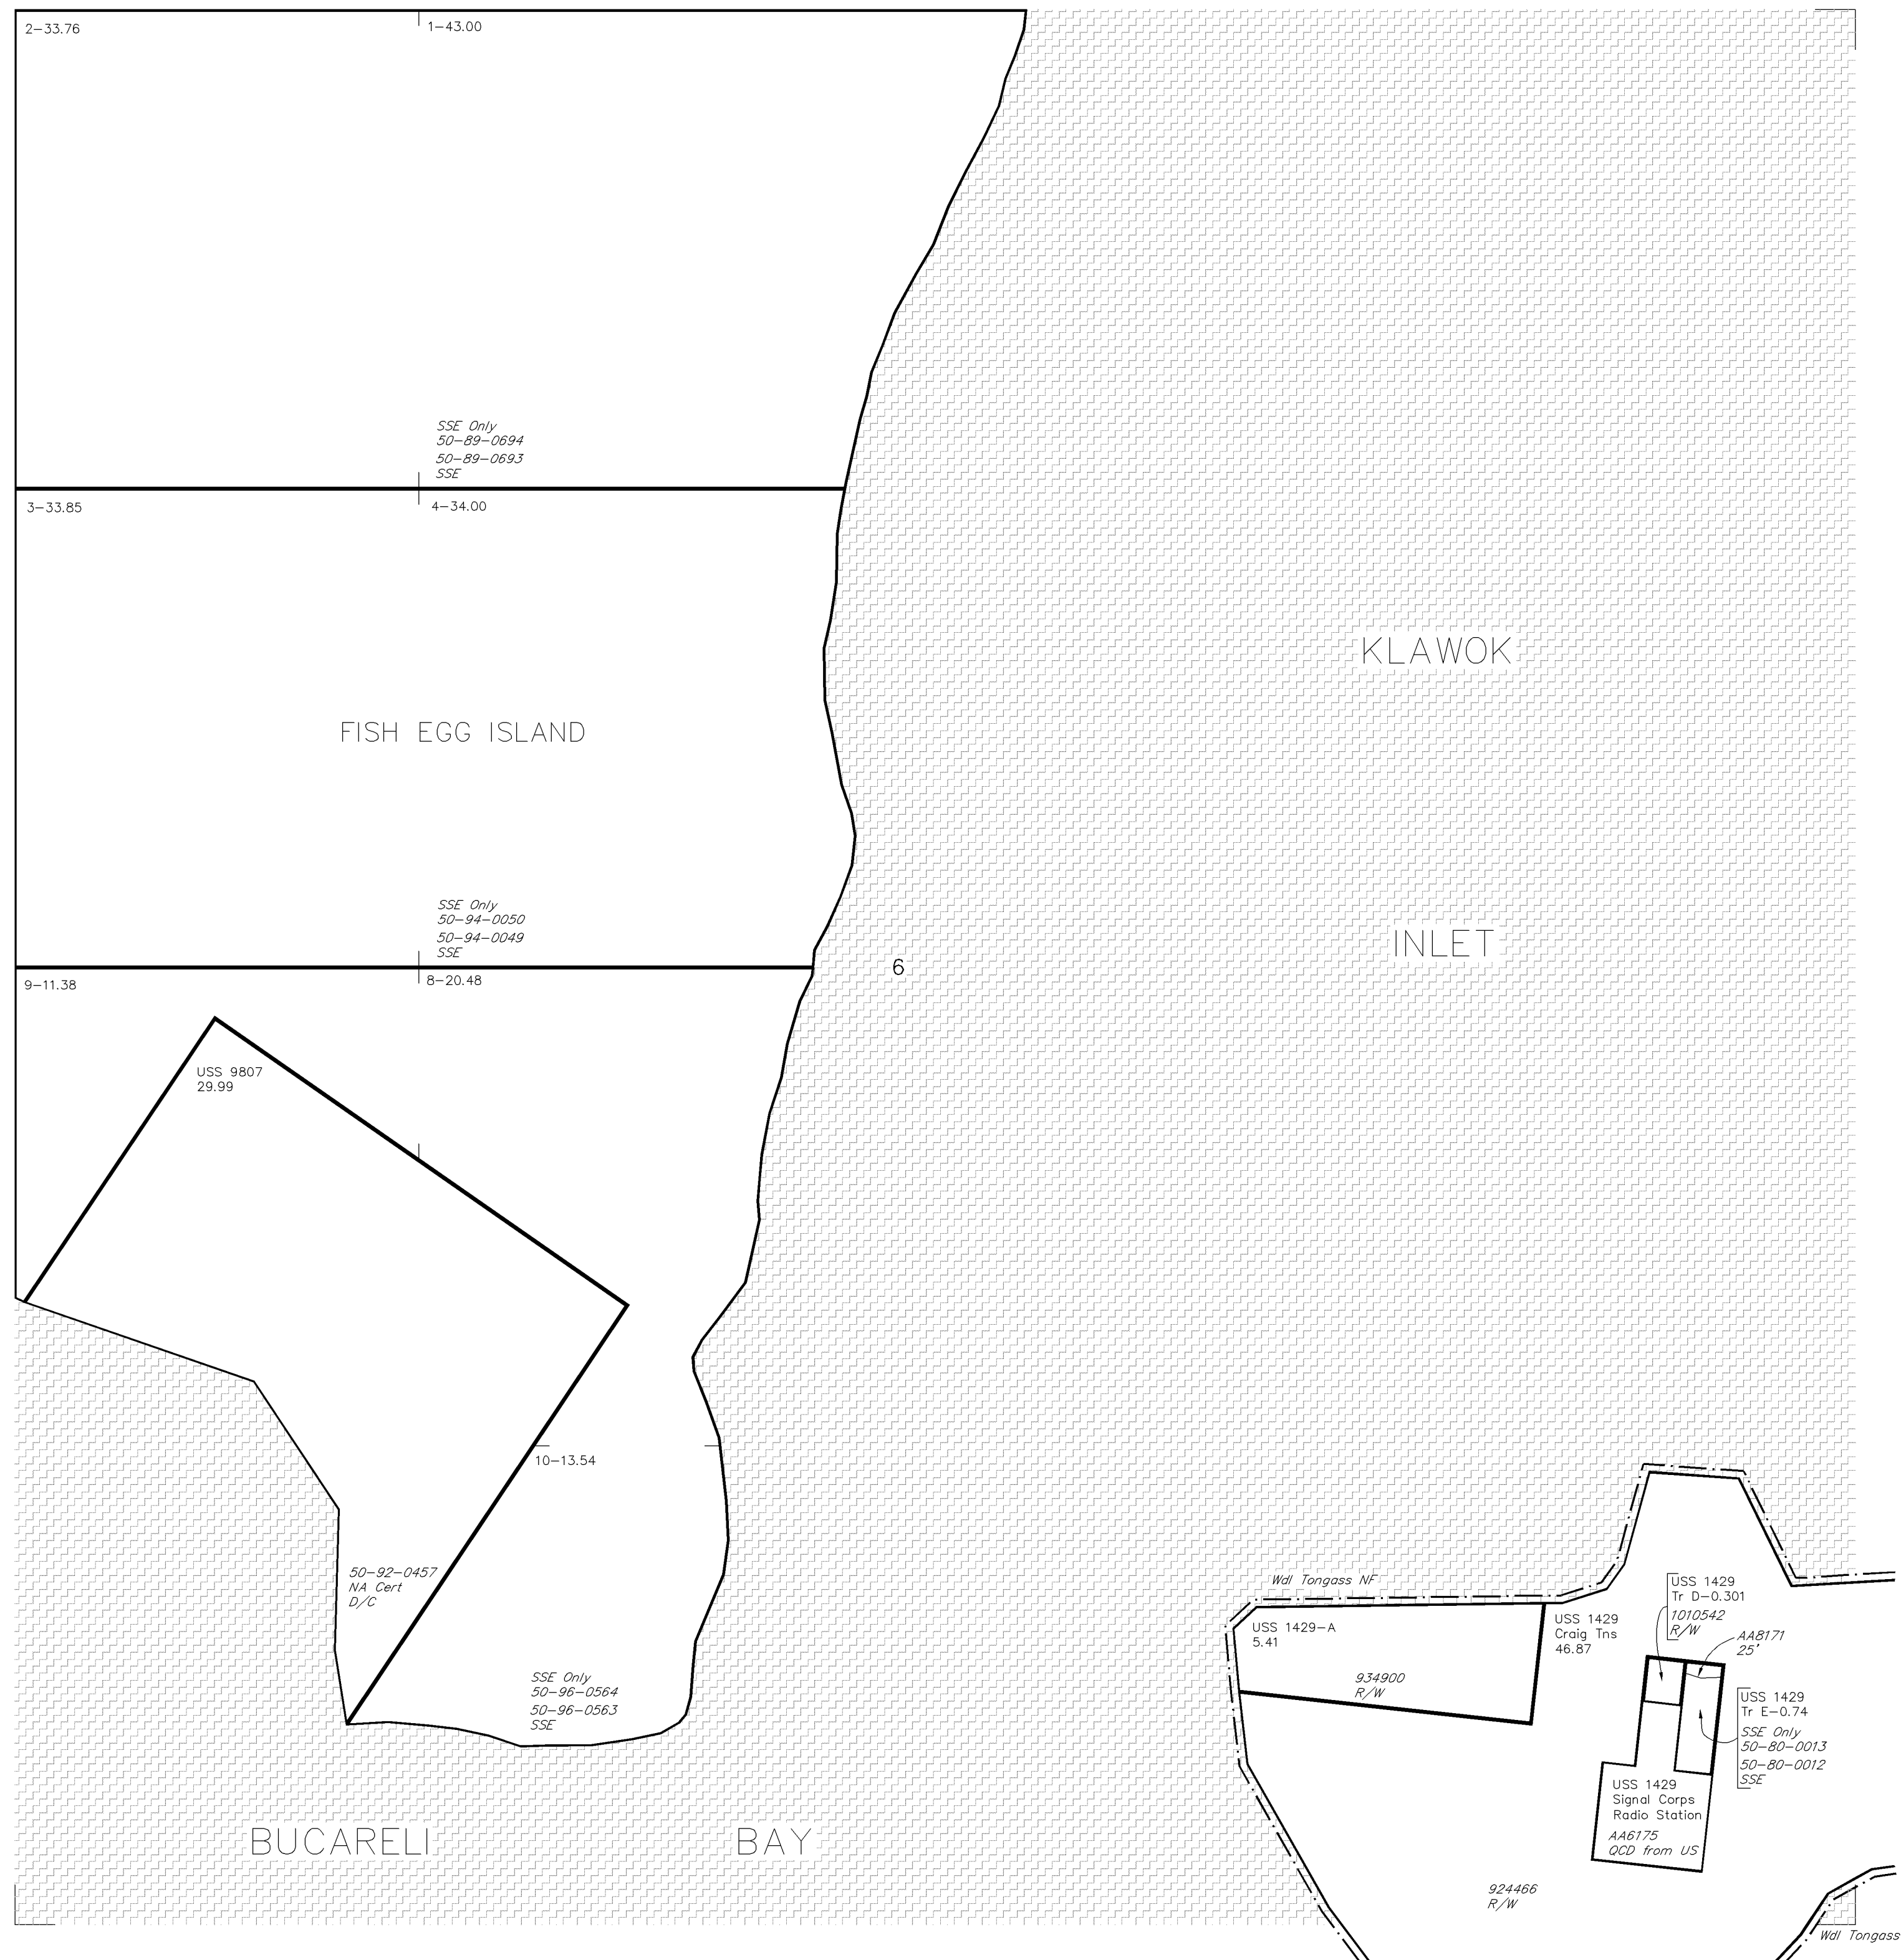 2-33.76
1-43.00
SSE Only
50-89-0694
50-89-0693
SSE
3-33.85
4-34.00
KLAWOK
FISH EGG ISLAND
SSE Only
50-94-0050
50-94-0049
SSE
INLET
6
9-11.38
8-20.48
USS 9807
29.99
10-13.54
50-92-0457
NA Cert
D/C
Wdl Tongass NF
USS 1429-A
5.41
934900
R/W
USS 1429
Craig Tns
46.87
USS 1429
Tr D-0.301
1010542
R/W
AA8171
25'
SSE Only
50-96-0564
50-96-0563
SSE
USS 1429
Tr E-0.74
SSE Only
50-80-0013
50-80-0012
SSE
USS 1429
Signal Corps
Radio Station
AA6175
QCD from US
BUCARELI BAY
924466
R/W
Wdl Tongass